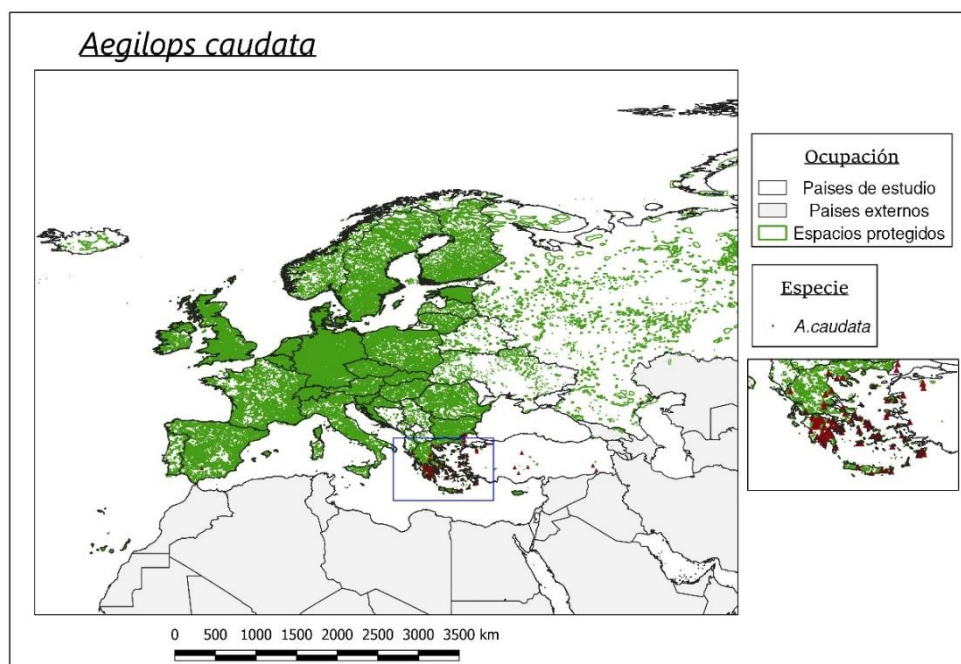 Aegilops caudata
Ocupación
Paises de estudio
Paises externos
Espacios protegidos
Especie
A.caudata
0 500 1000 1500 2000 2500 3000 3500 km